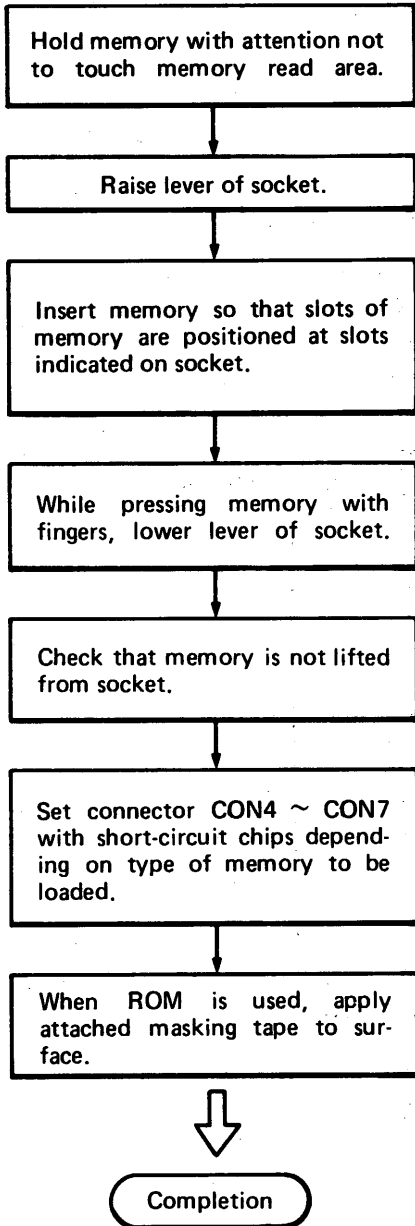 Hold memory with attention not
to touch memory read area.
Raise lever of socket.
Insert memory so that slots of
memory are positioned at slots
indicated on socket.
While pressing memory with
fingers, lower lever of socket.
Check that memory is not lifted
from socket.
Set connector CON4 ~ CON7
with short-circuit chips depend-
ing on type of memory to be
loaded.
When ROM is used, apply
attached masking tape to sur-
face.
Completion